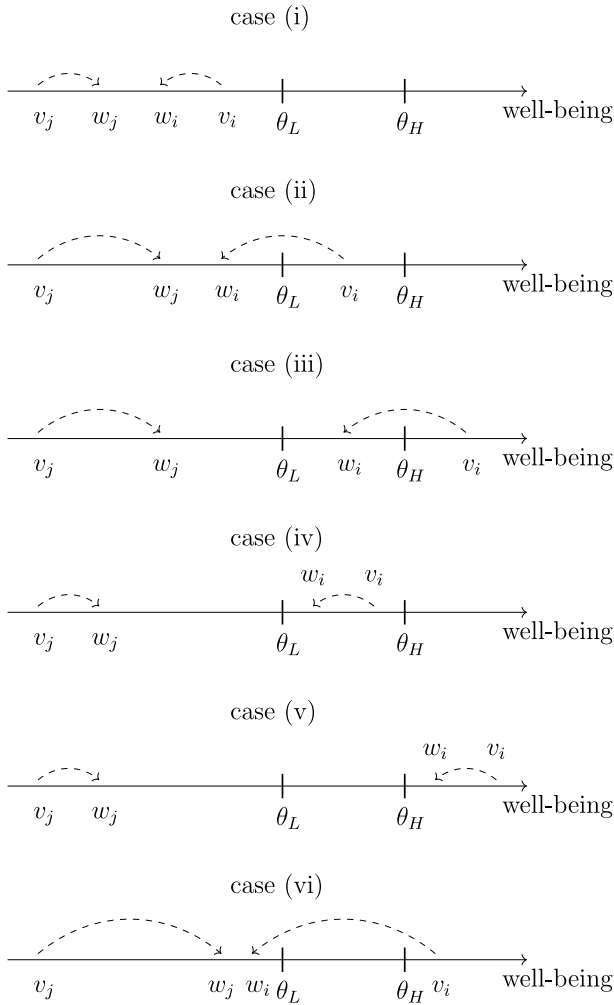 case (i)
well-being
v_j w_j w_i v_i θ_L θ_H
case (ii)
well-being
v_j w_j w_i θ_L v_i θ_H
case (iii)
well-being
v_j w_j θ_L w_i θ_H v_i
case (iv)
w_i v_i
well-being
v_j w_j θ_L θ_H
case (v)
w_i v_i
well-being
v_j w_j θ_L θ_H
case (vi)
well-being
v_j w_j w_i θ_L θ_H v_i